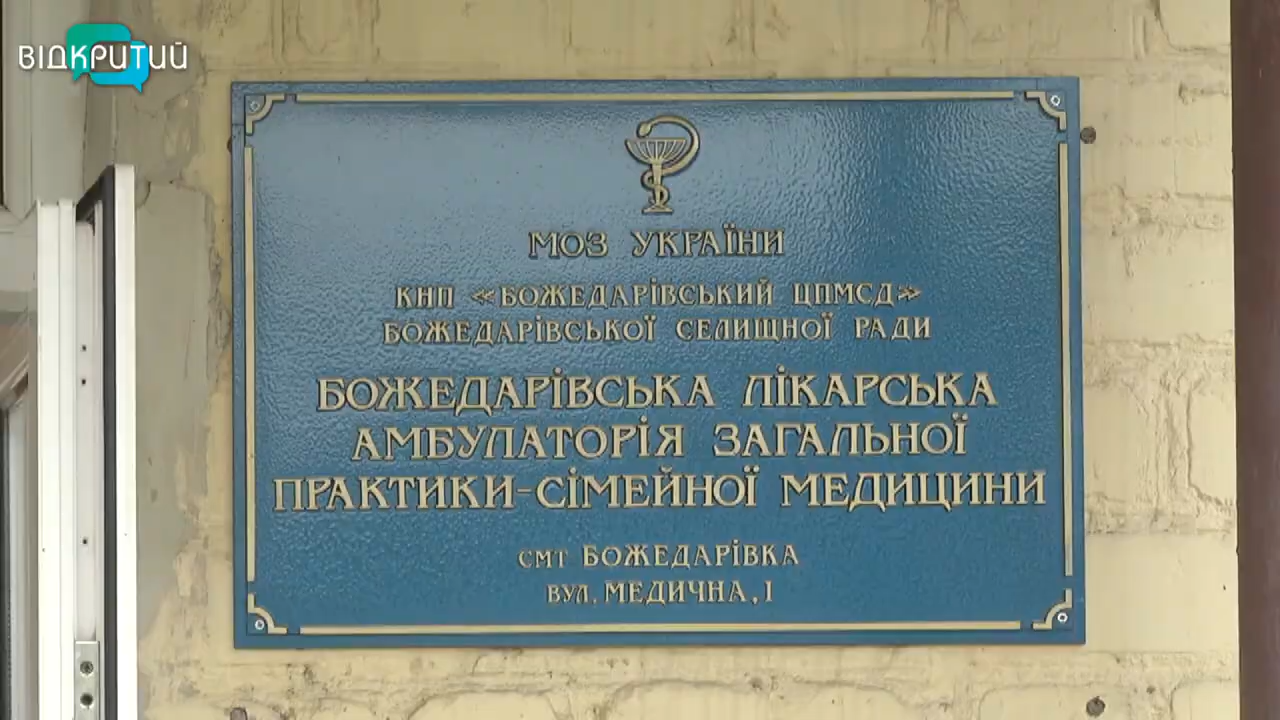 ВІДКРИТИЙ
МОЗ УКРАЇНИ
КНП «БОЖЕДАРІВСЬКИЙ ЦПМСД»
БОЖЕДАРІВСЬКОЇ СЕЛИЩНОЇ РАДИ
БОЖЕДАРІВСЬКА ЛІКАРСЬКА
АМБУЛАТОРІЯ ЗАГАЛЬНОЇ
ПРАКТИКИ-СІМЕЙНОЇ МЕДИЦИНИ
СМТ БОЖЕДАРІВКА
ВУЛ. МЕДИЧНА, 1